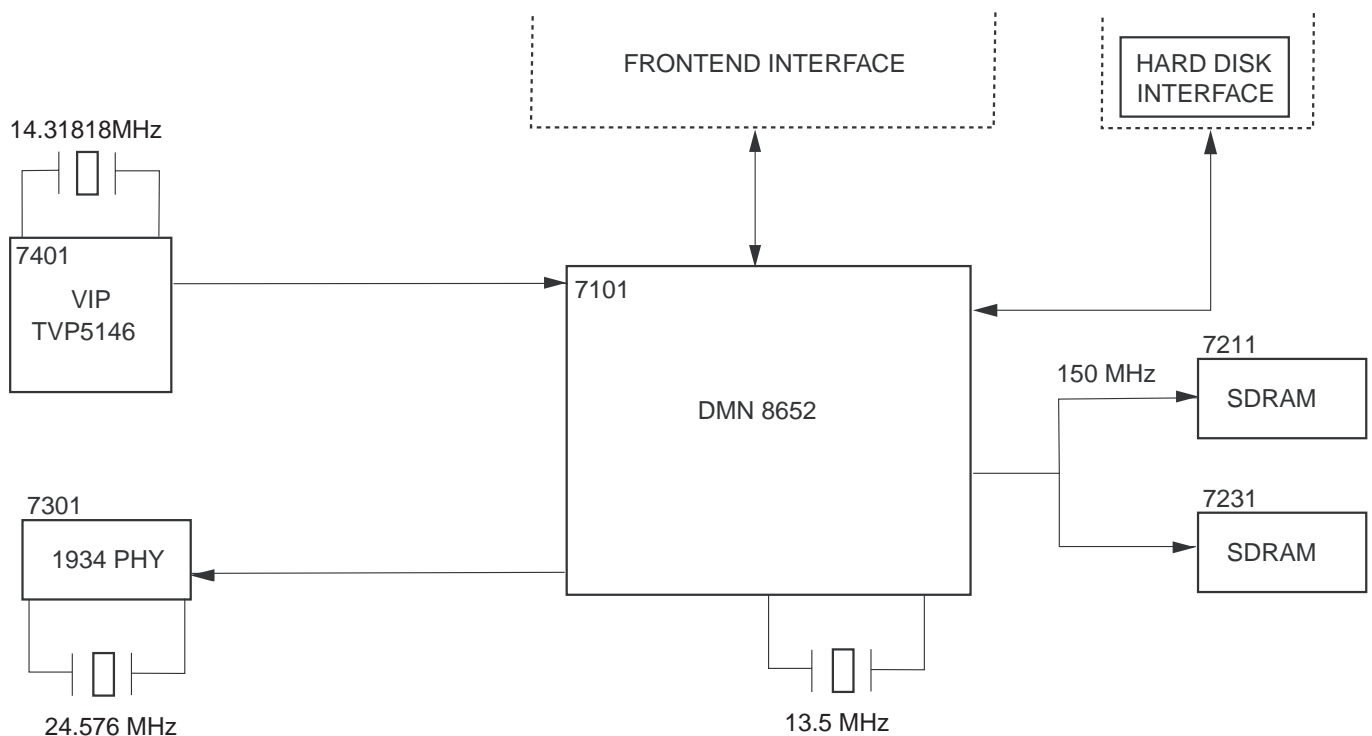 FRONTEND INTERFACE
HARD DISK
INTERFACE
14.31818MHz
7401
VIP
TVP5146
7101
DMN 8652
7211
150 MHz
SDRAM
7231
SDRAM
7301
1934 PHY
24.576 MHz
13.5 MHz